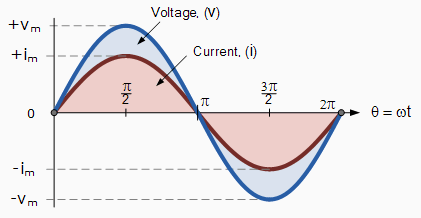 Voltage, (V)
+vm
Current, (i)
+im
π/2
3π/2
π
2π
0
θ = ωt
-im
-vm